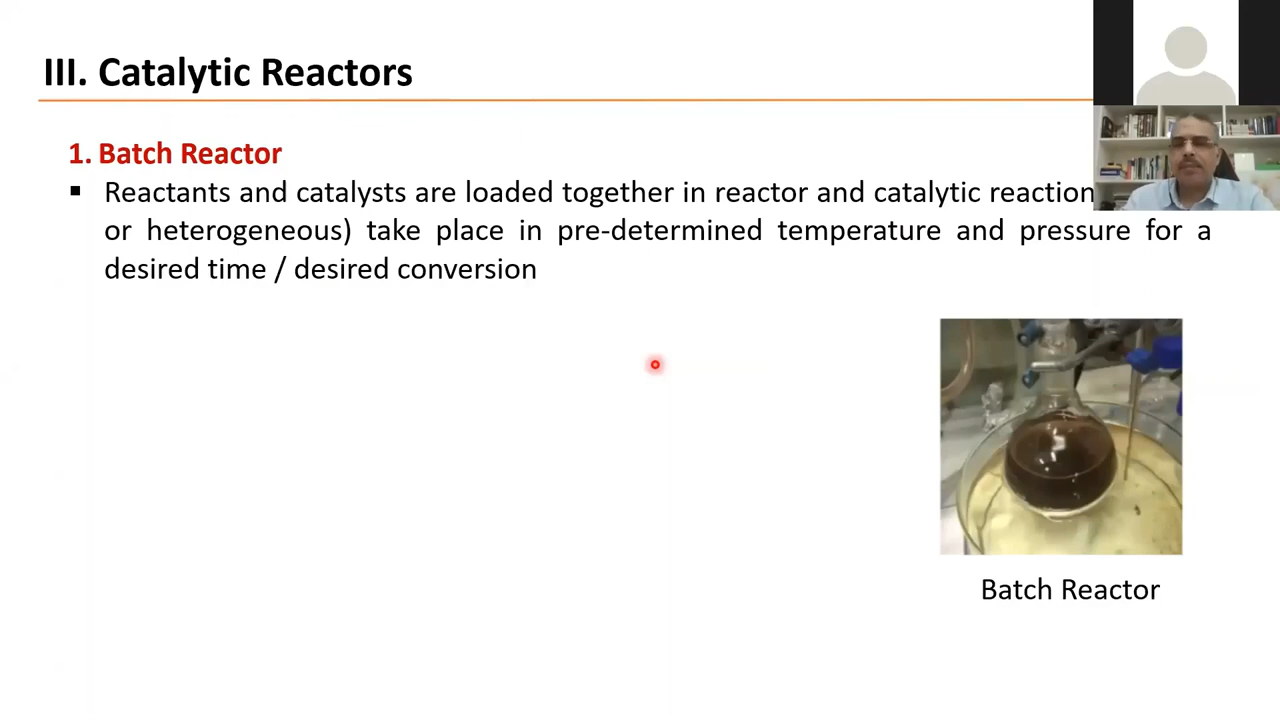 III. Catalytic Reactors
1. Batch Reactor
▪ Reactants and catalysts are loaded together in reactor and catalytic reaction
or heterogeneous) take place in pre-determined temperature and pressure for a
desired time / desired conversion
Batch Reactor